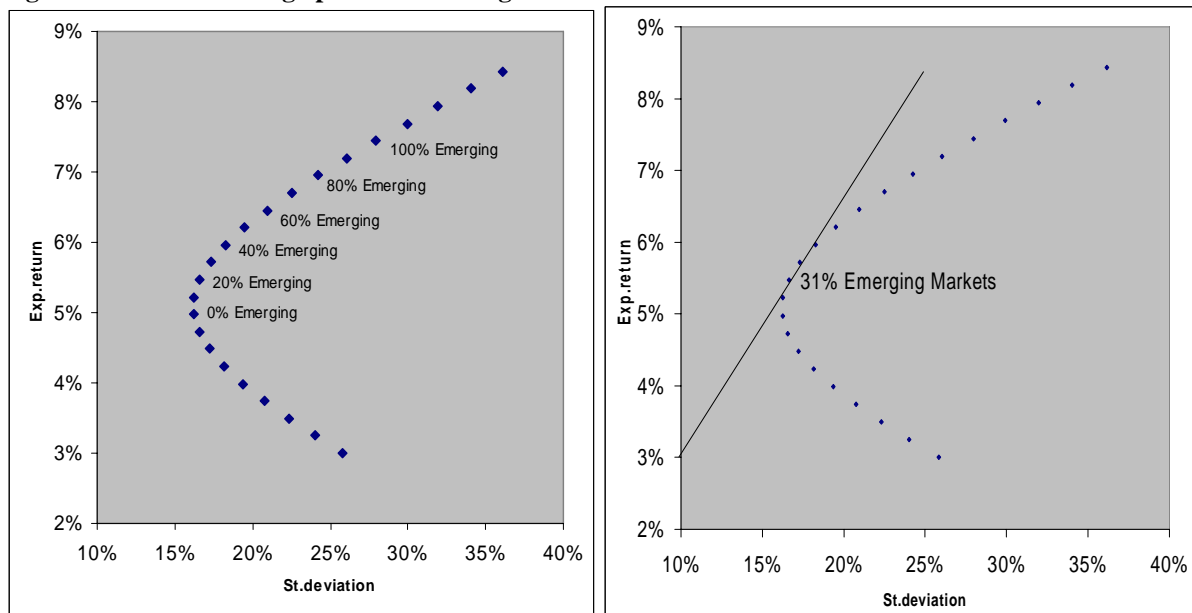 9%
8%
7%
6%
5%
4%
3%
2%
10% 15% 20% 25% 30% 35% 40%
Exp.return
St.deviation
100% Emerging
80% Emerging
60% Emerging
40% Emerging
20% Emerging
0% Emerging
9%
8%
7%
6%
5%
4%
3%
2%
10% 15% 20% 25% 30% 35% 40%
Exp.return
St.deviation
31% Emerging Markets